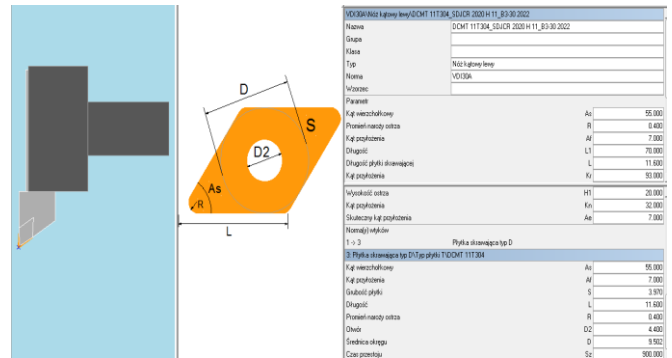 D
S
D2
As
R
L
VDI30A\Nóż kątowy lewy\DCMT 11T304_SDJCR 2020 H 11_B3-30 2022
Nazwa DCMT 11T304_SDJCR 2020 H 11_B3-30 2022
Grupa
Klasa
Typ Nóż kątowy lewy
Norma VDI30A
Wzorzec
Parametr
Kąt wierzchołkowy As 55.000
Promień naroży ostrza R 0.400
Kąt przyłożenia Af 7.000
Długość L1 70.000
Długość płytki skrawającej L 11.600
Kąt przyłożenia Kr 93.000
Wysokość ostrza H1 20.000
Kąt przyłożenia Kn 32.000
Skuteczny kąt przyłożenia Ae 7.000
Norma(y) wtyków
1 -> 3 Płytka skrawająca typ D
3: Płytka skrawająca typ D\Typ płytki T\DCMT 11T304
Kąt wierzchołkowy As 55.000
Kąt przyłożenia Af 7.000
Grubość płytki S 3.970
Długość L 11.600
Promień naroży ostrza R 0.400
Otwór D2 4.400
Średnica okręgu D 9.502
Czas przestoju Sz 900.000